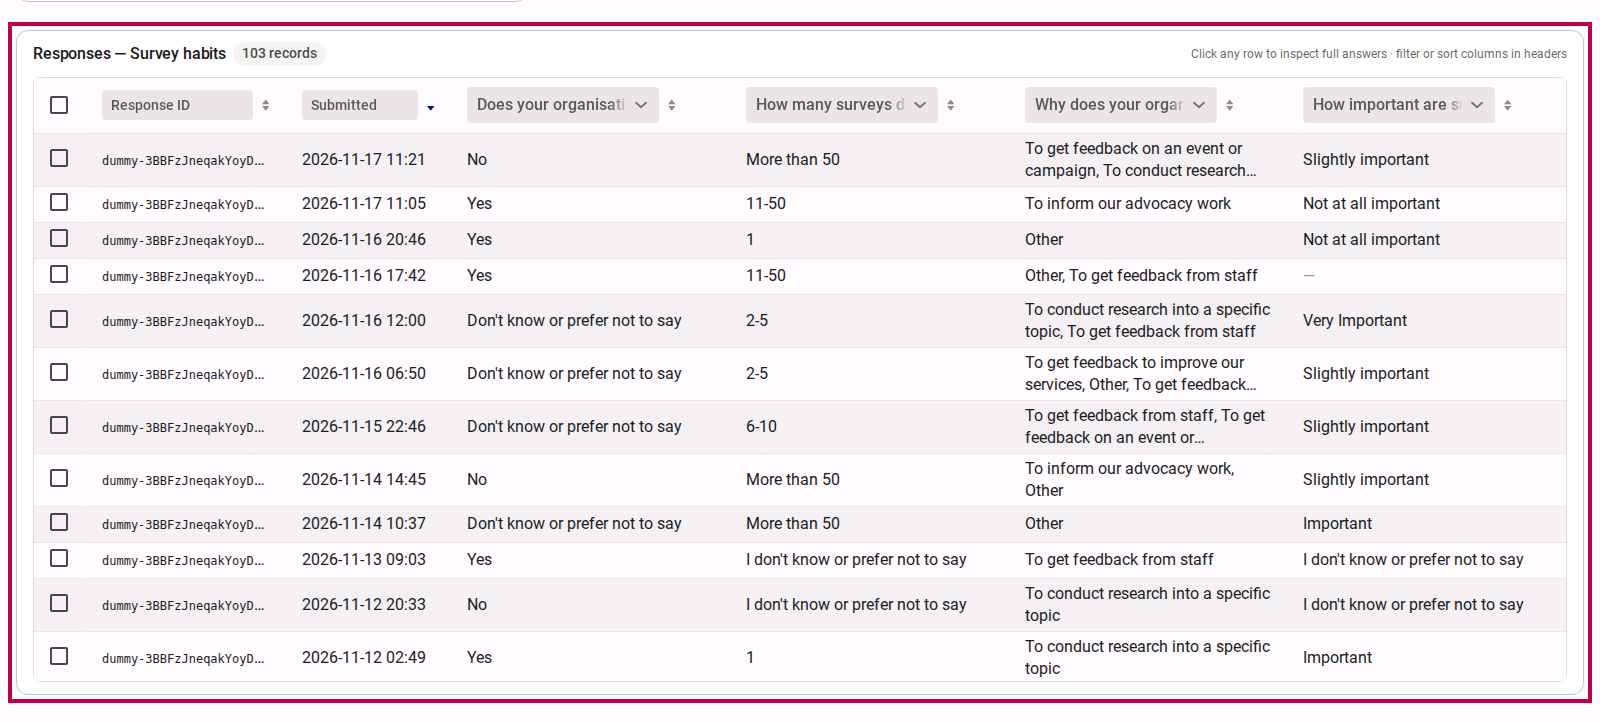 Responses — Survey habits 103 records Click any row to inspect full answers · filter or sort columns in headers
Response ID Submitted Does your organisati How many surveys d Why does your orgar How important are s
dummy-3BBFzJneqakYoyD… 2026-11-17 11:21 No More than 50 To get feedback on an event or campaign, To conduct research… Slightly important
dummy-3BBFzJneqakYoyD… 2026-11-17 11:05 Yes 11-50 To inform our advocacy work Not at all important
dummy-3BBFzJneqakYoyD… 2026-11-16 20:46 Yes 1 Other Not at all important
dummy-3BBFzJneqakYoyD… 2026-11-16 17:42 Yes 11-50 Other, To get feedback from staff —
dummy-3BBFzJneqakYoyD… 2026-11-16 12:00 Don't know or prefer not to say 2-5 To conduct research into a specific topic, To get feedback from staff Very Important
dummy-3BBFzJneqakYoyD… 2026-11-16 06:50 Don't know or prefer not to say 2-5 To get feedback to improve our services, Other, To get feedback… Slightly important
dummy-3BBFzJneqakYoyD… 2026-11-15 22:46 Don't know or prefer not to say 6-10 To get feedback from staff, To get feedback on an event or… Slightly important
dummy-3BBFzJneqakYoyD… 2026-11-14 14:45 No More than 50 To inform our advocacy work, Other Slightly important
dummy-3BBFzJneqakYoyD… 2026-11-14 10:37 Don't know or prefer not to say More than 50 Other Important
dummy-3BBFzJneqakYoyD… 2026-11-13 09:03 Yes I don't know or prefer not to say To get feedback from staff I don't know or prefer not to say
dummy-3BBFzJneqakYoyD… 2026-11-12 20:33 No I don't know or prefer not to say To conduct research into a specific topic I don't know or prefer not to say
dummy-3BBFzJneqakYoyD… 2026-11-12 02:49 Yes 1 To conduct research into a specific topic Important